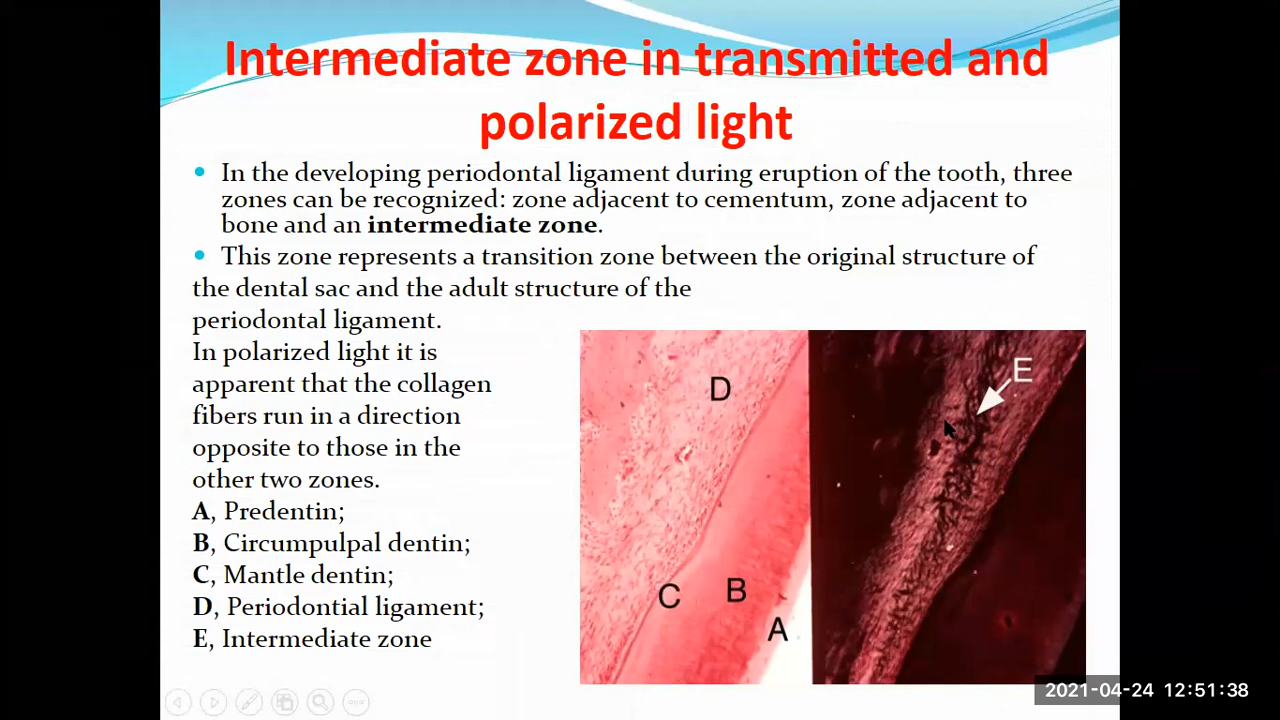 Intermediate zone in transmitted and
polarized light
In the developing periodontal ligament during eruption of the tooth, three
zones can be recognized: zone adjacent to cementum, zone adjacent to
bone and an intermediate zone.
This zone represents a transition zone between the original structure of
the dental sac and the adult structure of the
periodontal ligament.
In polarized light it is
apparent that the collagen
fibers run in a direction
opposite to those in the
other two zones.
A, Predentin;
B, Circumpulpal dentin;
C, Mantle dentin;
D, Periodontial ligament;
E, Intermediate zone
D
E
C
B
A
2021-04-24 12:51:38